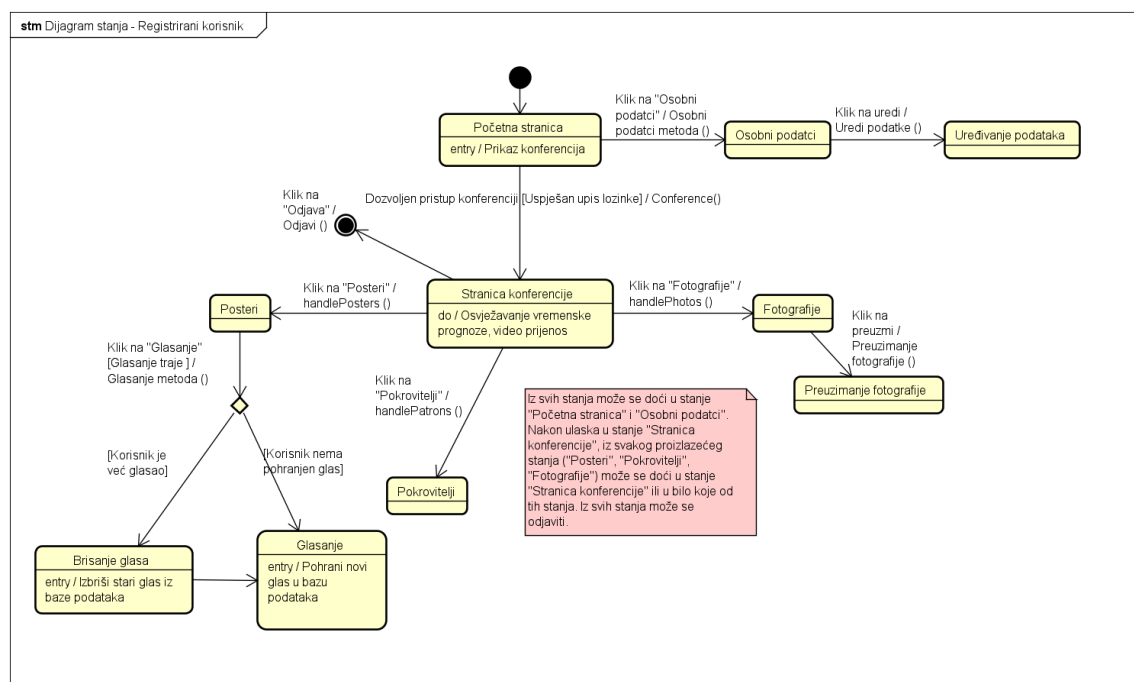 stm Dijagram stanja - Registrirani korisnik
Početna stranica
entry / Prikaz konferencija
Klik na "Osobni
podatci" / Osobni
podatci metoda ()
Osobni podatci
Klik na uredi /
Uredi podatke ()
Uređivanje podataka
Klik na
"Odjava" /
Odjavi ()
Dozvoljen pristup konferenciji [Uspješan upis lozinke] / Conference()
Posteri
Klik na "Posteri" /
handlePosters ()
Stranica konferencije
do / Osvježavanje vremenske
prognoze, video prijenos
Klik na "Fotografije" /
handlePhotos ()
Fotografije
Klik na
preuzmi /
Preuzimanje
fotografije ()
Preuzimanje fotografije
Klik na "Glasanje"
[Glasanje traje ] /
Glasanje metoda ()
Klik na
"Pokrovitelji" /
handlePatrons ()
Iz svih stanja može se doći u stanje
"Početna stranica" i "Osobni podatci".
Nakon ulaska u stanje "Stranica
konferencije", iz svakog proizlazećeg
stanja ("Posteri", "Pokrovitelji",
"Fotografije") može se doći u stanje
"Stranica konferencije" ili u bilo koje od
tih stanja. Iz svih stanja može se
odjaviti.
[Korisnik je
već glasao]
[Korisnik nema
pohranjen glas]
Pokrovitelji
Brisanje glasa
entry / Izbriši stari glas iz
baze podataka
Glasanje
entry / Pohrani novi
glas u bazu
podataka